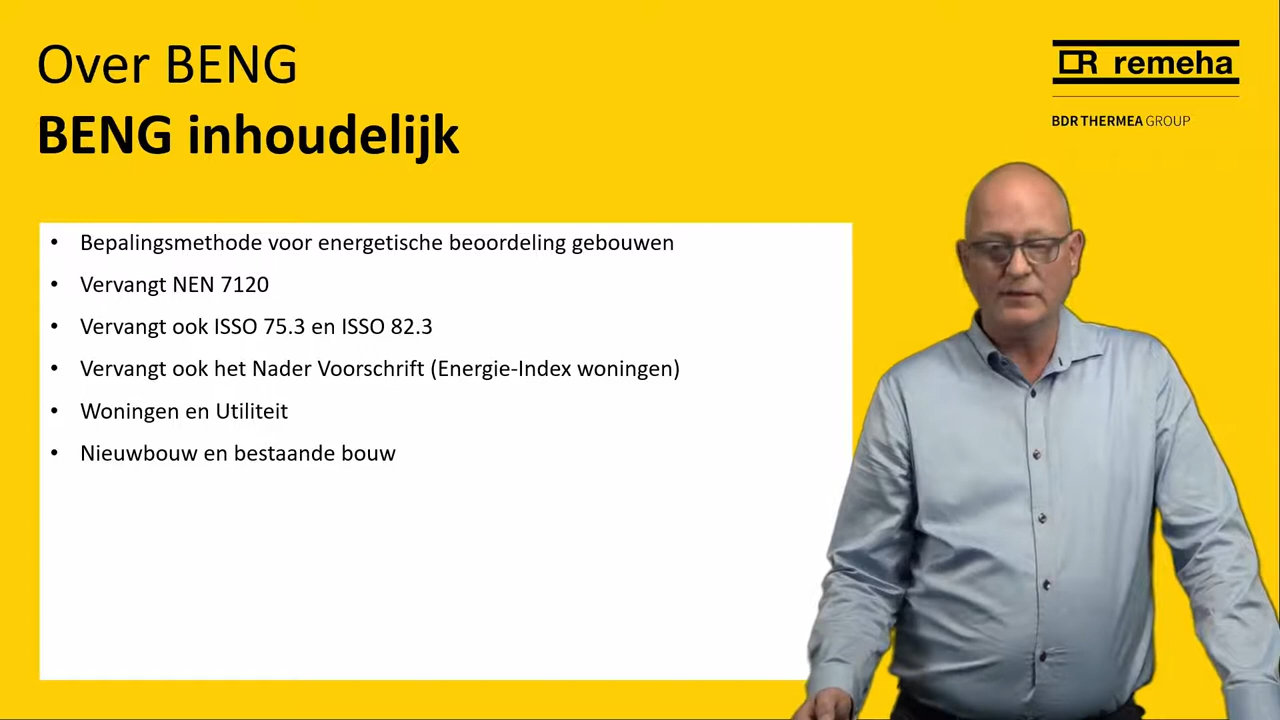 Over BENG
BENG inhoudelijk
remeha
BDR THERMEA GROUP
• Bepalingsmethode voor energetische beoordeling gebouwen
• Vervangt NEN 7120
• Vervangt ook ISSO 75.3 en ISSO 82.3
• Vervangt ook het Nader Voorschrift (Energie-Index woningen)
• Woningen en Utiliteit
• Nieuwbouw en bestaande bouw